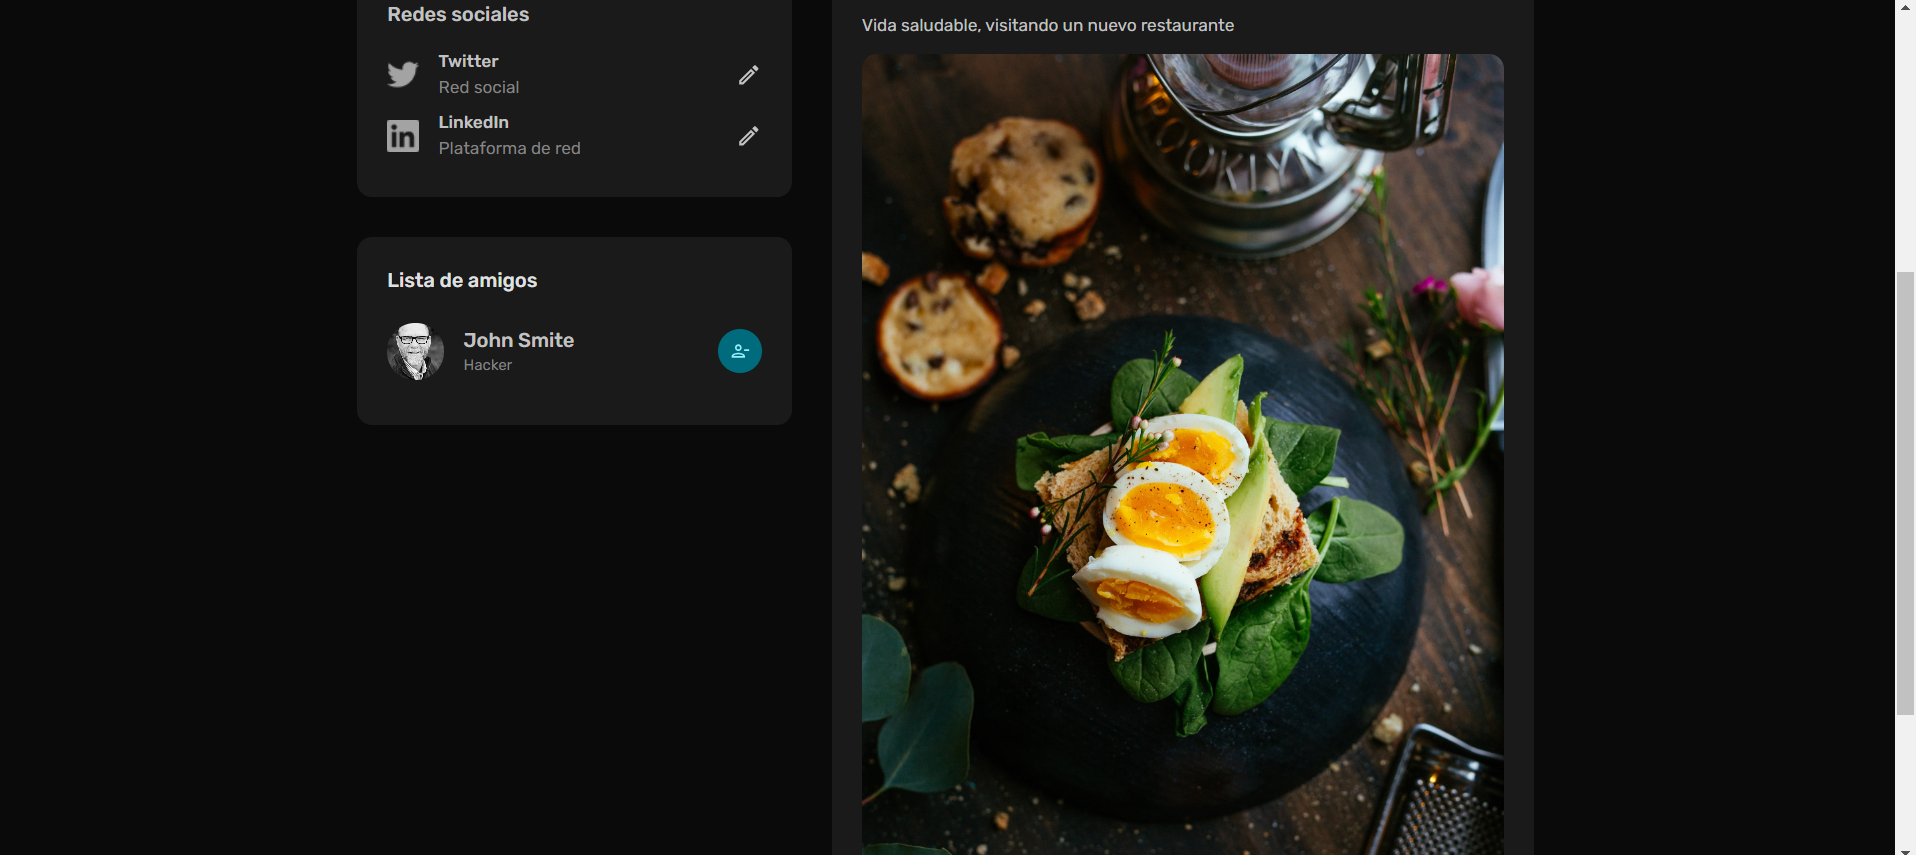 Redes sociales
Twitter
Red social
in
LinkedIn
Plataforma de red
Lista de amigos
John Smite
Hacker
Vida saludable, visitando un nuevo restaurante